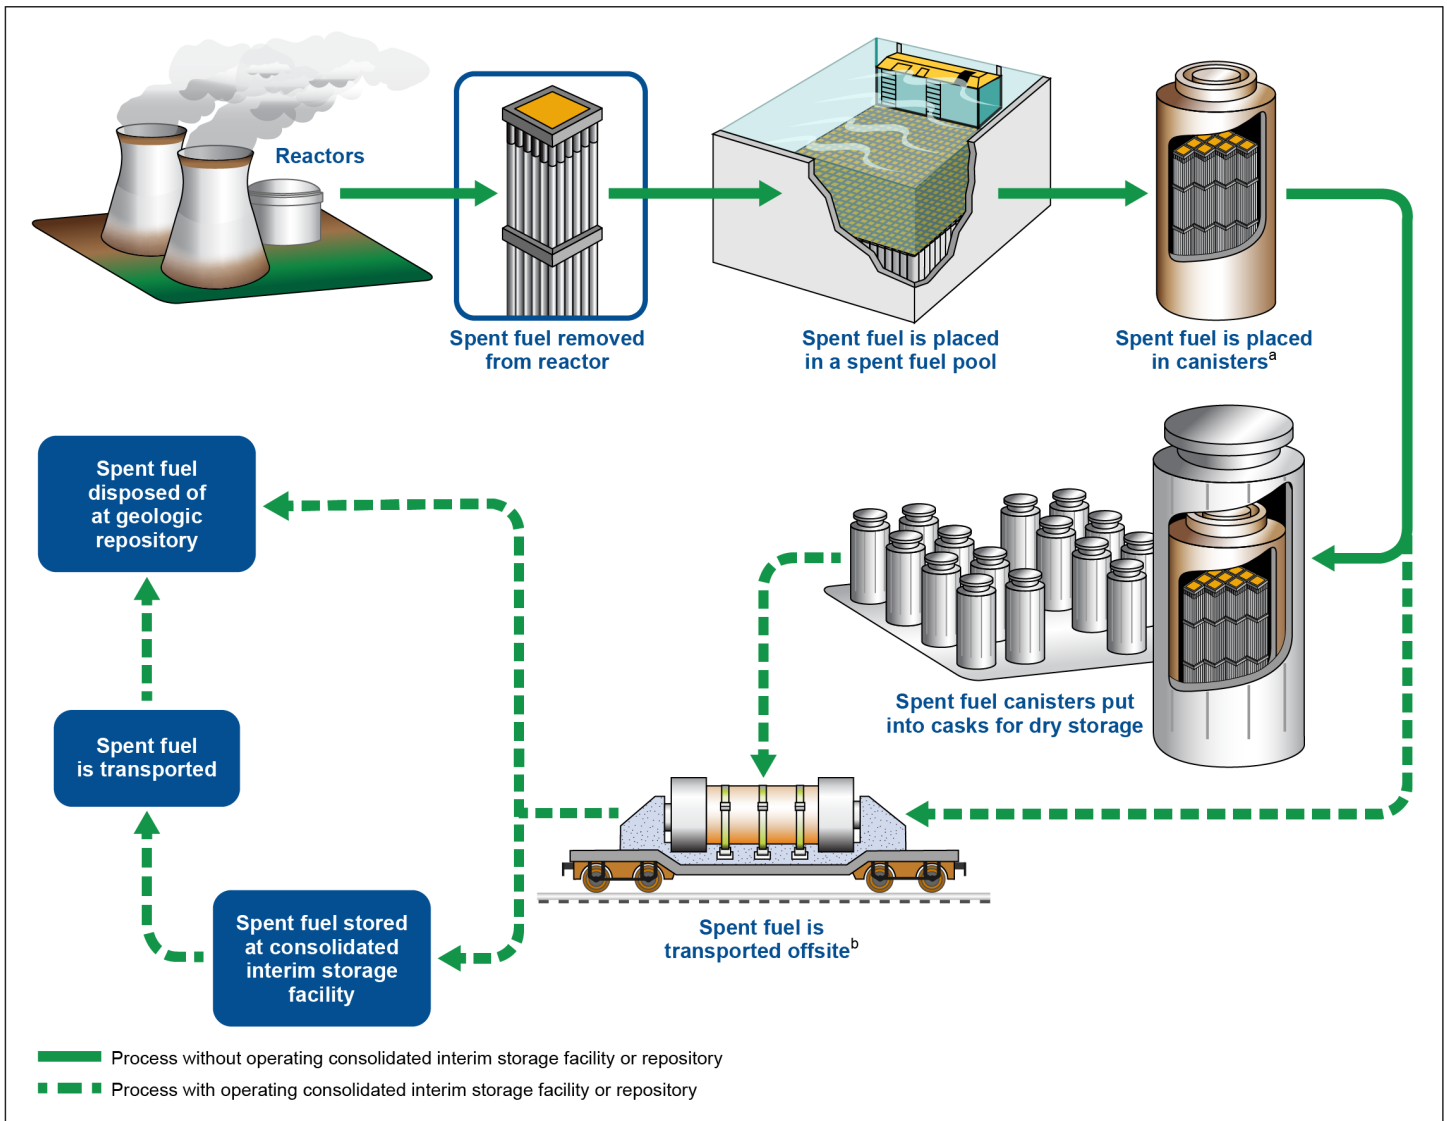 Reactors
Spent fuel removed
from reactor
Spent fuel is placed
in a spent fuel pool
Spent fuel is placed
in canistersᵃ
Spent fuel
disposed of
at geologic
repository
Spent fuel canisters put
into casks for dry storage
Spent fuel
is transported
Spent fuel is
transported offsiteᵇ
Spent fuel stored
at consolidated
interim storage
facility
Process without operating consolidated interim storage facility or repository
Process with operating consolidated interim storage facility or repository